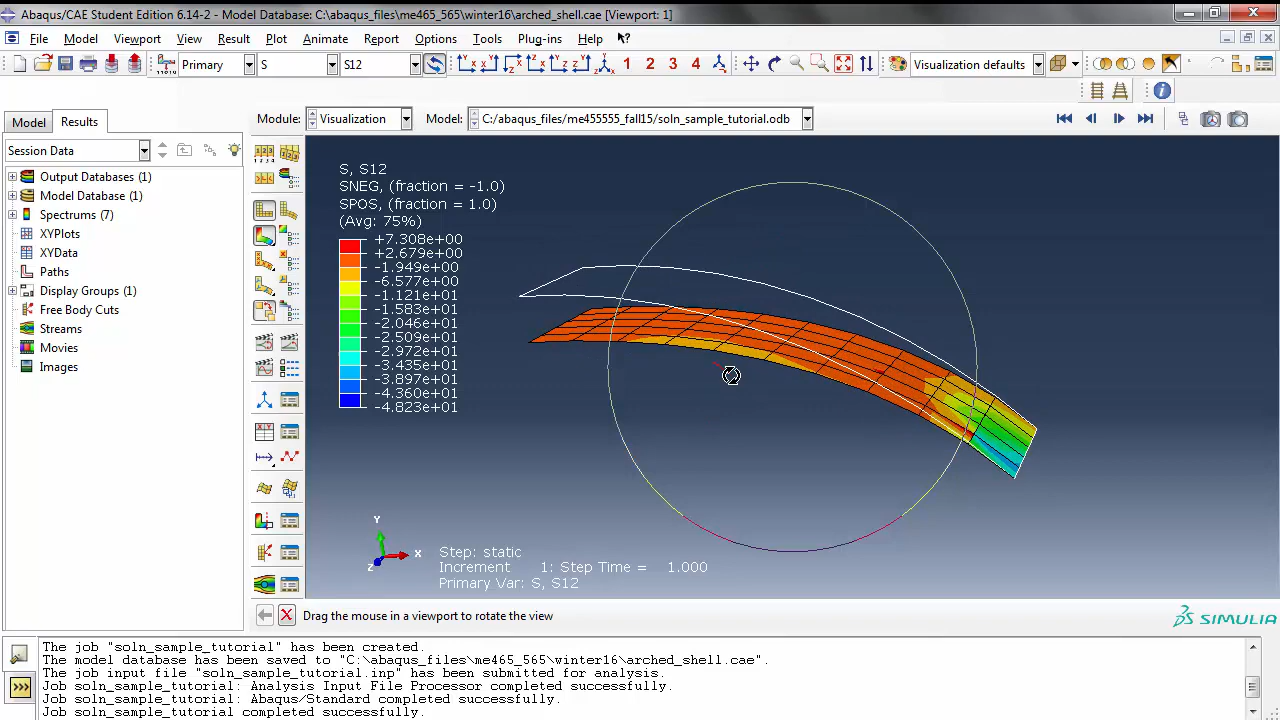 Abaqus/CAE Student Edition 6.14-2 - Model Database: C:\abaqus_files\me465_565\winter16\arched_shell.cae [Viewport: 1]
File Model Viewport View Result Plot Animate Report Options Tools Plug-ins Help
Primary S S12 1 2 3 4 Visualization defaults
Model Results Module: Visualization Model: C:/abaqus_files/me455555_fall15/soln_sample_tutorial.odb
Session Data
Output Databases (1)
Model Database (1)
Spectrums (7)
XYPlots
XYData
Paths
Display Groups (1)
Free Body Cuts
Streams
Movies
Images
S, S12
SNEG, (fraction = -1.0)
SPOS, (fraction = 1.0)
(Avg: 75%)
+7.308e+00
+2.679e+00
-1.949e+00
-6.577e+00
-1.121e+01
-1.583e+01
-2.046e+01
-2.509e+01
-2.972e+01
-3.435e+01
-3.897e+01
-4.360e+01
-4.823e+01
Y
X
Z
Step: static
Increment 1: Step Time = 1.000
Primary Var: S, S12
Drag the mouse in a viewport to rotate the view
SIMULIA
The job "soln_sample_tutorial" has been created.
The model database has been saved to "C:\abaqus_files\me465_565\winter16\arched_shell.cae".
The job input file "soln_sample_tutorial.inp" has been submitted for analysis.
Job soln_sample_tutorial: Analysis Input File Processor completed successfully.
Job soln_sample_tutorial: Abaqus/Standard completed successfully.
Job soln_sample_tutorial completed successfully.